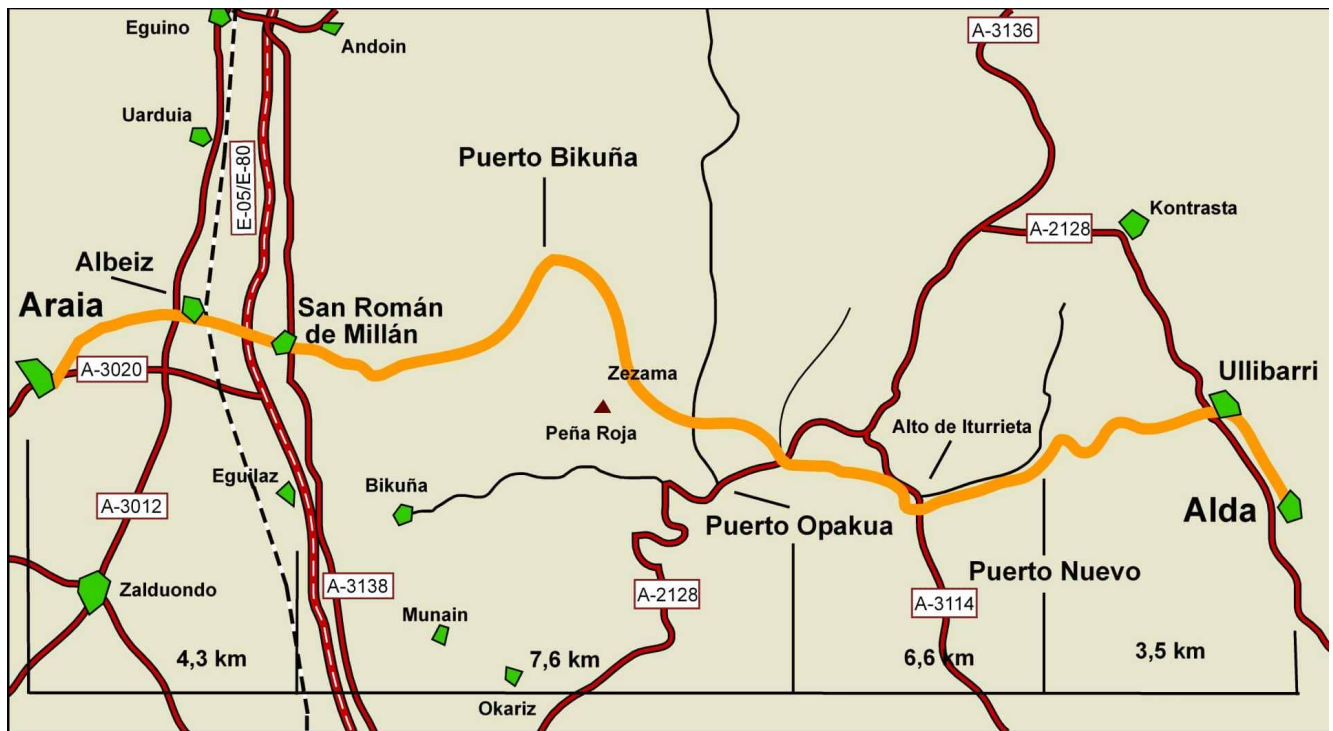 Eguino
Andoin
A-3136
Uarduia
E-05/E-80
Puerto Bikuña
Kontrasta
A-2128
Albeiz
Araia
San Román
de Millán
A-3020
Zezama
Ullibarri
Peña Roja
Alto de Iturrieta
Eguilaz
Bikuña
A-3012
Puerto Opakua
Alda
Puerto Nuevo
Zalduondo
A-3138
A-2128
A-3114
Munain
4,3 km
7,6 km
6,6 km
3,5 km
Okariz